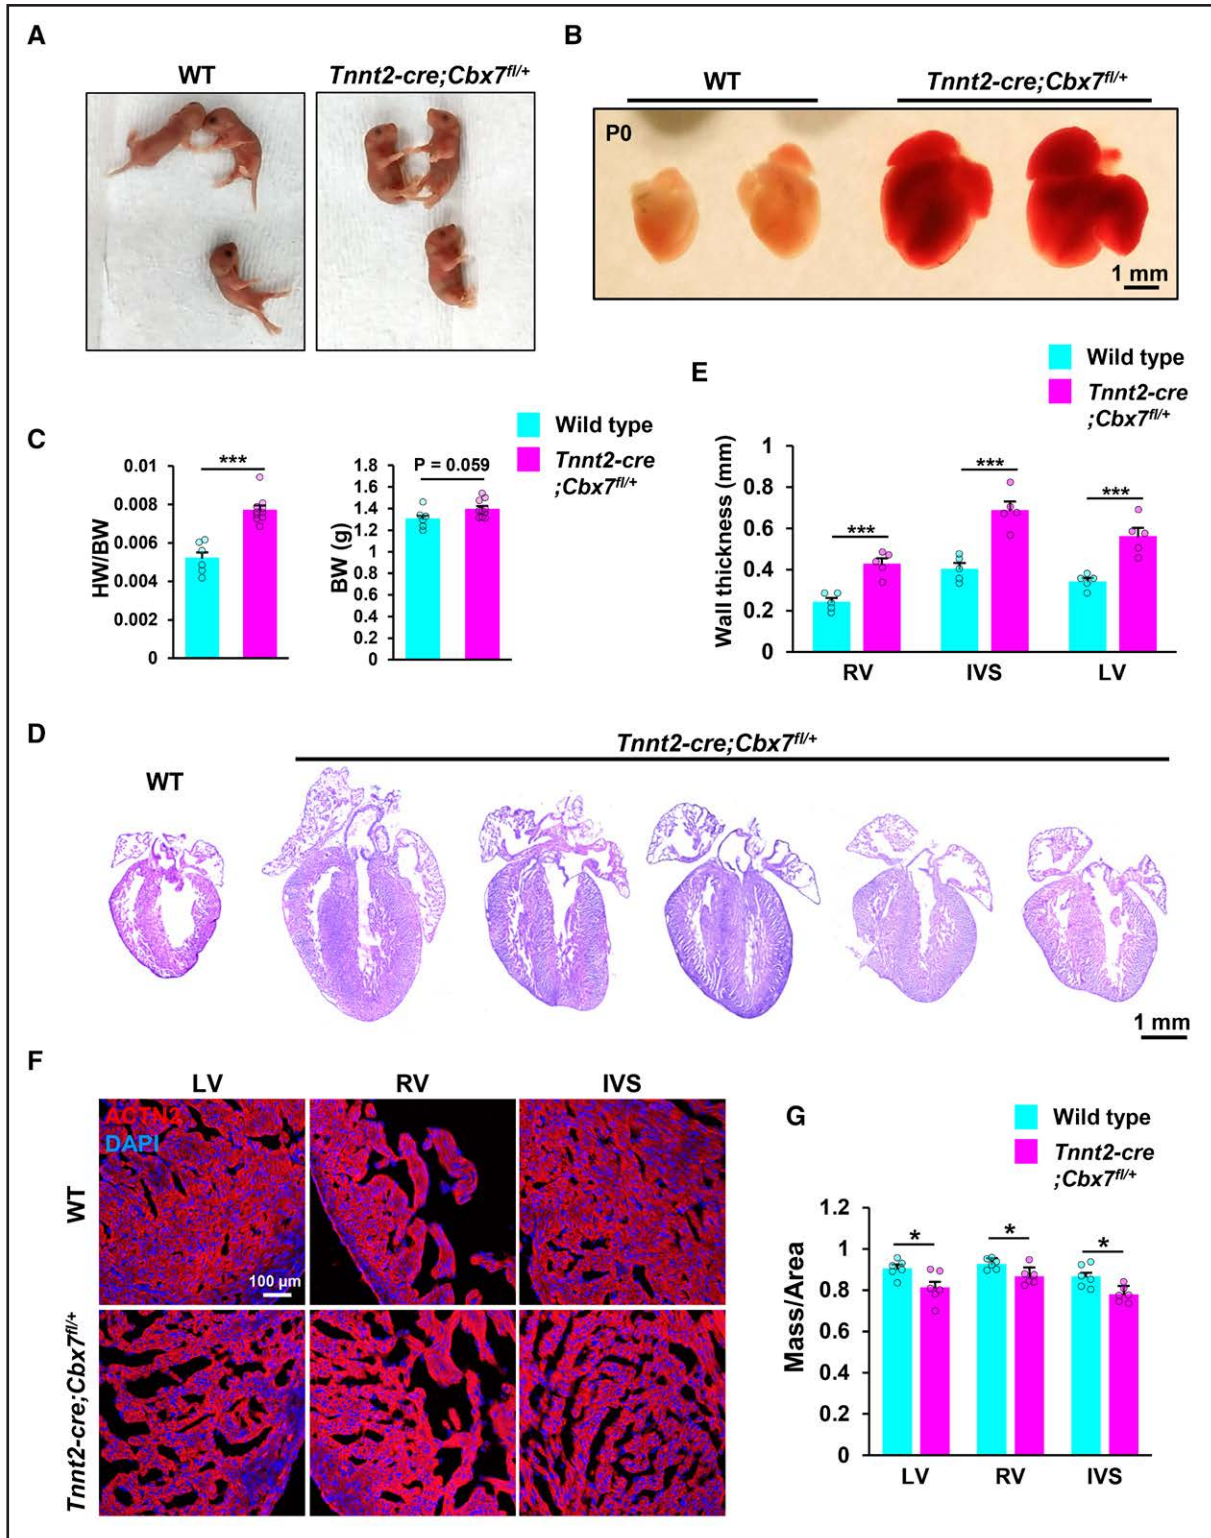 A
WT
Tnnt2-cre;Cbx7fl/+
B
WT
Tnnt2-cre;Cbx7fl/+
P0
1 mm
C
Wild type
Tnnt2-cre
;Cbx7fl/+
HW/BW
0.01
0.008
0.006
0.004
0.002
0
***
BW (g)
1.8
1.6
1.4
1.2
1
0.8
0.6
0.4
0.2
0
P = 0.059
E
Wild type
Tnnt2-cre
;Cbx7fl/+
Wall thickness (mm)
1
0.8
0.6
0.4
0.2
0
***
***
***
RV IVS LV
D
Tnnt2-cre;Cbx7fl/+
WT
1 mm
F
LV RV IVS
ACTN2
DAPI
WT
100 µm
Tnnt2-cre;Cbx7fl/+
G
Wild type
Tnnt2-cre
;Cbx7fl/+
Mass/Area
1.2
1
0.8
0.6
0.4
0.2
0
*
*
*
LV RV IVS